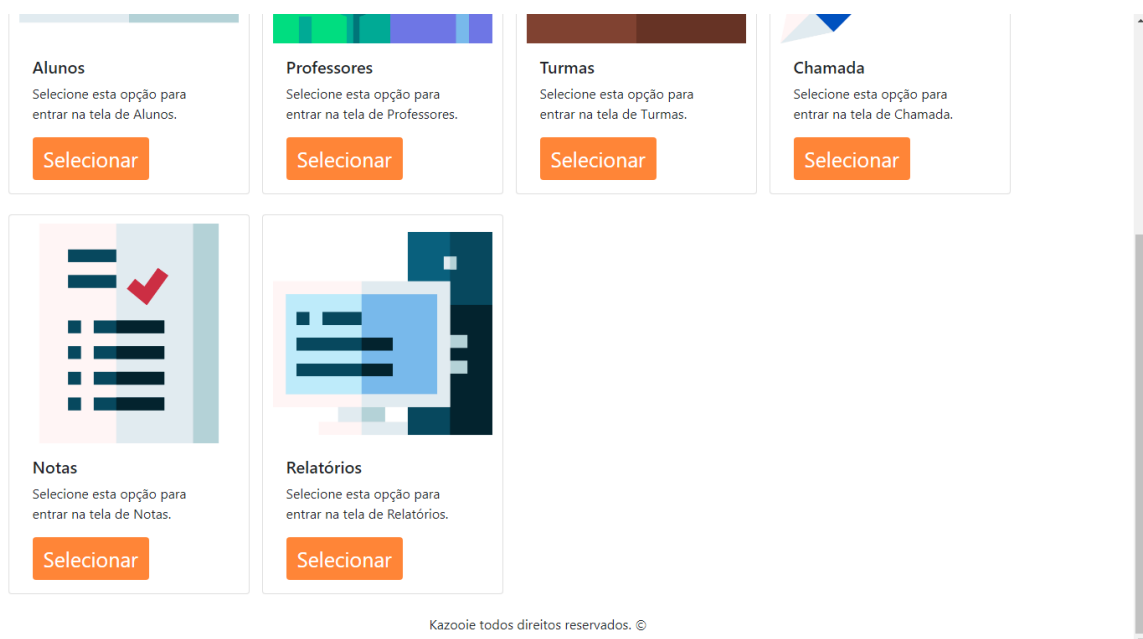 Alunos
Selecione esta opção para
entrar na tela de Alunos.
Selecionar
Professores
Selecione esta opção para
entrar na tela de Professores.
Selecionar
Turmas
Selecione esta opção para
entrar na tela de Turmas.
Selecionar
Chamada
Selecione esta opção para
entrar na tela de Chamada.
Selecionar
Notas
Selecione esta opção para
entrar na tela de Notas.
Selecionar
Relatórios
Selecione esta opção para
entrar na tela de Relatórios.
Selecionar
Kazooie todos direitos reservados. ©